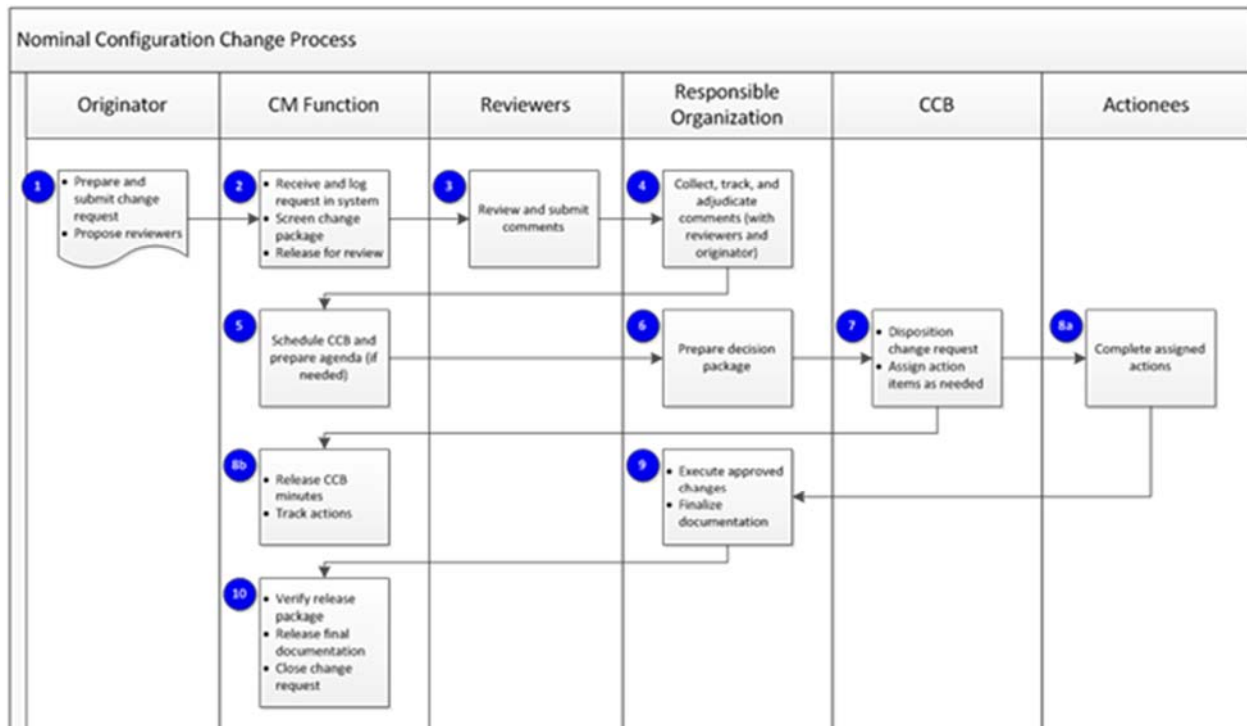 Nominal Configuration Change Process
Originator
CM Function
Reviewers
Responsible
Organization
CCB
Actionees
1
• Prepare and
submit change
request
• Propose reviewers
2
• Receive and log
request in system
• Screen change
package
• Release for review
3
Review and submit
comments
4
Collect, track, and
adjudicate
comments (with
reviewers and
originator)
5
Schedule CCB and
prepare agenda (if
needed)
6
Prepare decision
package
7
• Disposition
change request
• Assign action
items as needed
8a
Complete assigned
actions
8b
• Release CCB
minutes
• Track actions
9
• Execute approved
changes
• Finalize
documentation
10
• Verify release
package
• Release final
documentation
• Close change
request